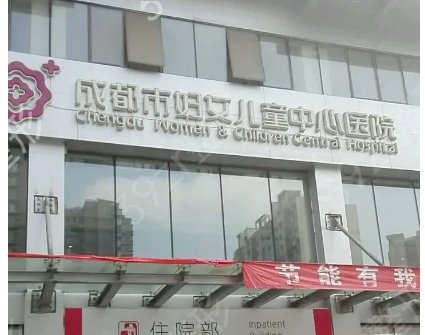 成都市妇女儿童中心医院
Chengdu Women & Children Central Hospital
节能有我
住院部
Inpatient
Building